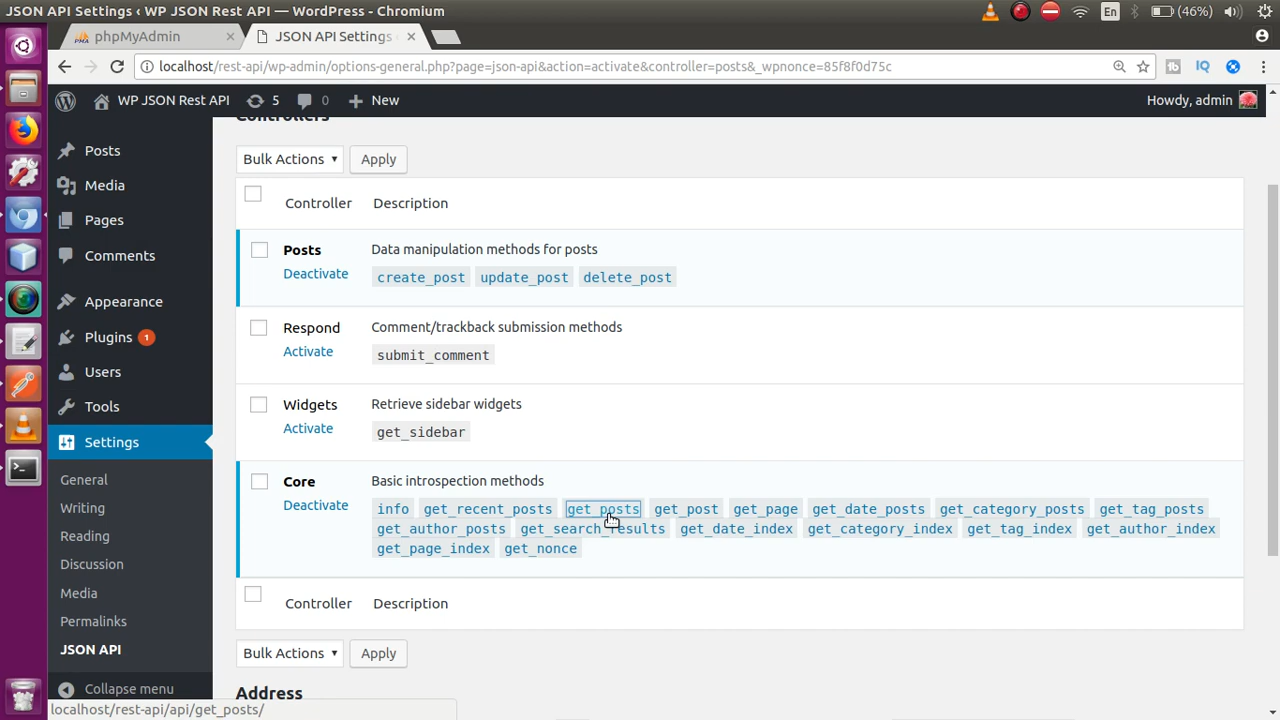 JSON API Settings ‹ WP JSON Rest API — WordPress - Chromium
En
(46%)
phpMyAdmin
JSON API Settings ‹
localhost/rest-api/wp-admin/options-general.php?page=json-api&action=activate&controller=posts&_wpnonce=85f8f0d75c
WP JSON Rest API
5
0
New
Howdy, admin
Posts
Media
Pages
Comments
Appearance
Plugins 1
Users
Tools
Settings
General
Writing
Reading
Discussion
Media
Permalinks
JSON API
Collapse menu
Controllers
Bulk Actions
Apply
Controller Description
Posts Data manipulation methods for posts
Deactivate create_post update_post delete_post
Respond Comment/trackback submission methods
Activate submit_comment
Widgets Retrieve sidebar widgets
Activate get_sidebar
Core Basic introspection methods
Deactivate info get_recent_posts get_posts get_post get_page get_date_posts get_category_posts get_tag_posts
get_author_posts get_search_results get_date_index get_category_index get_tag_index get_author_index
get_page_index get_nonce
Controller Description
Bulk Actions
Apply
Address
localhost/rest-api/api/get_posts/